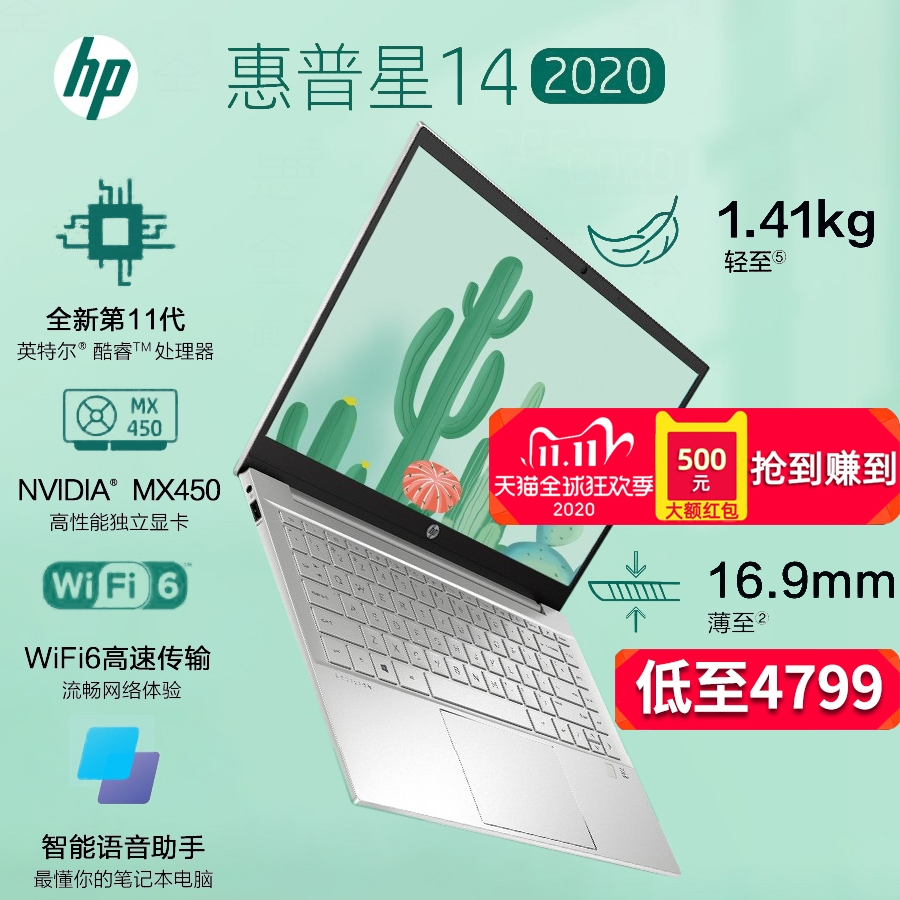 hp
惠普星14 2020
1.41kg
轻至⑤
全新第11代
英特尔® 酷睿™处理器
MX
450
NVIDIA® MX450
高性能独立显卡
11.11
天猫全球狂欢季
2020
500
元
大额红包
抢到赚到
hp
WiFi 6™
16.9mm
薄至②
WiFi6高速传输
流畅网络体验
低至4799
智能语音助手
最懂你的笔记本电脑